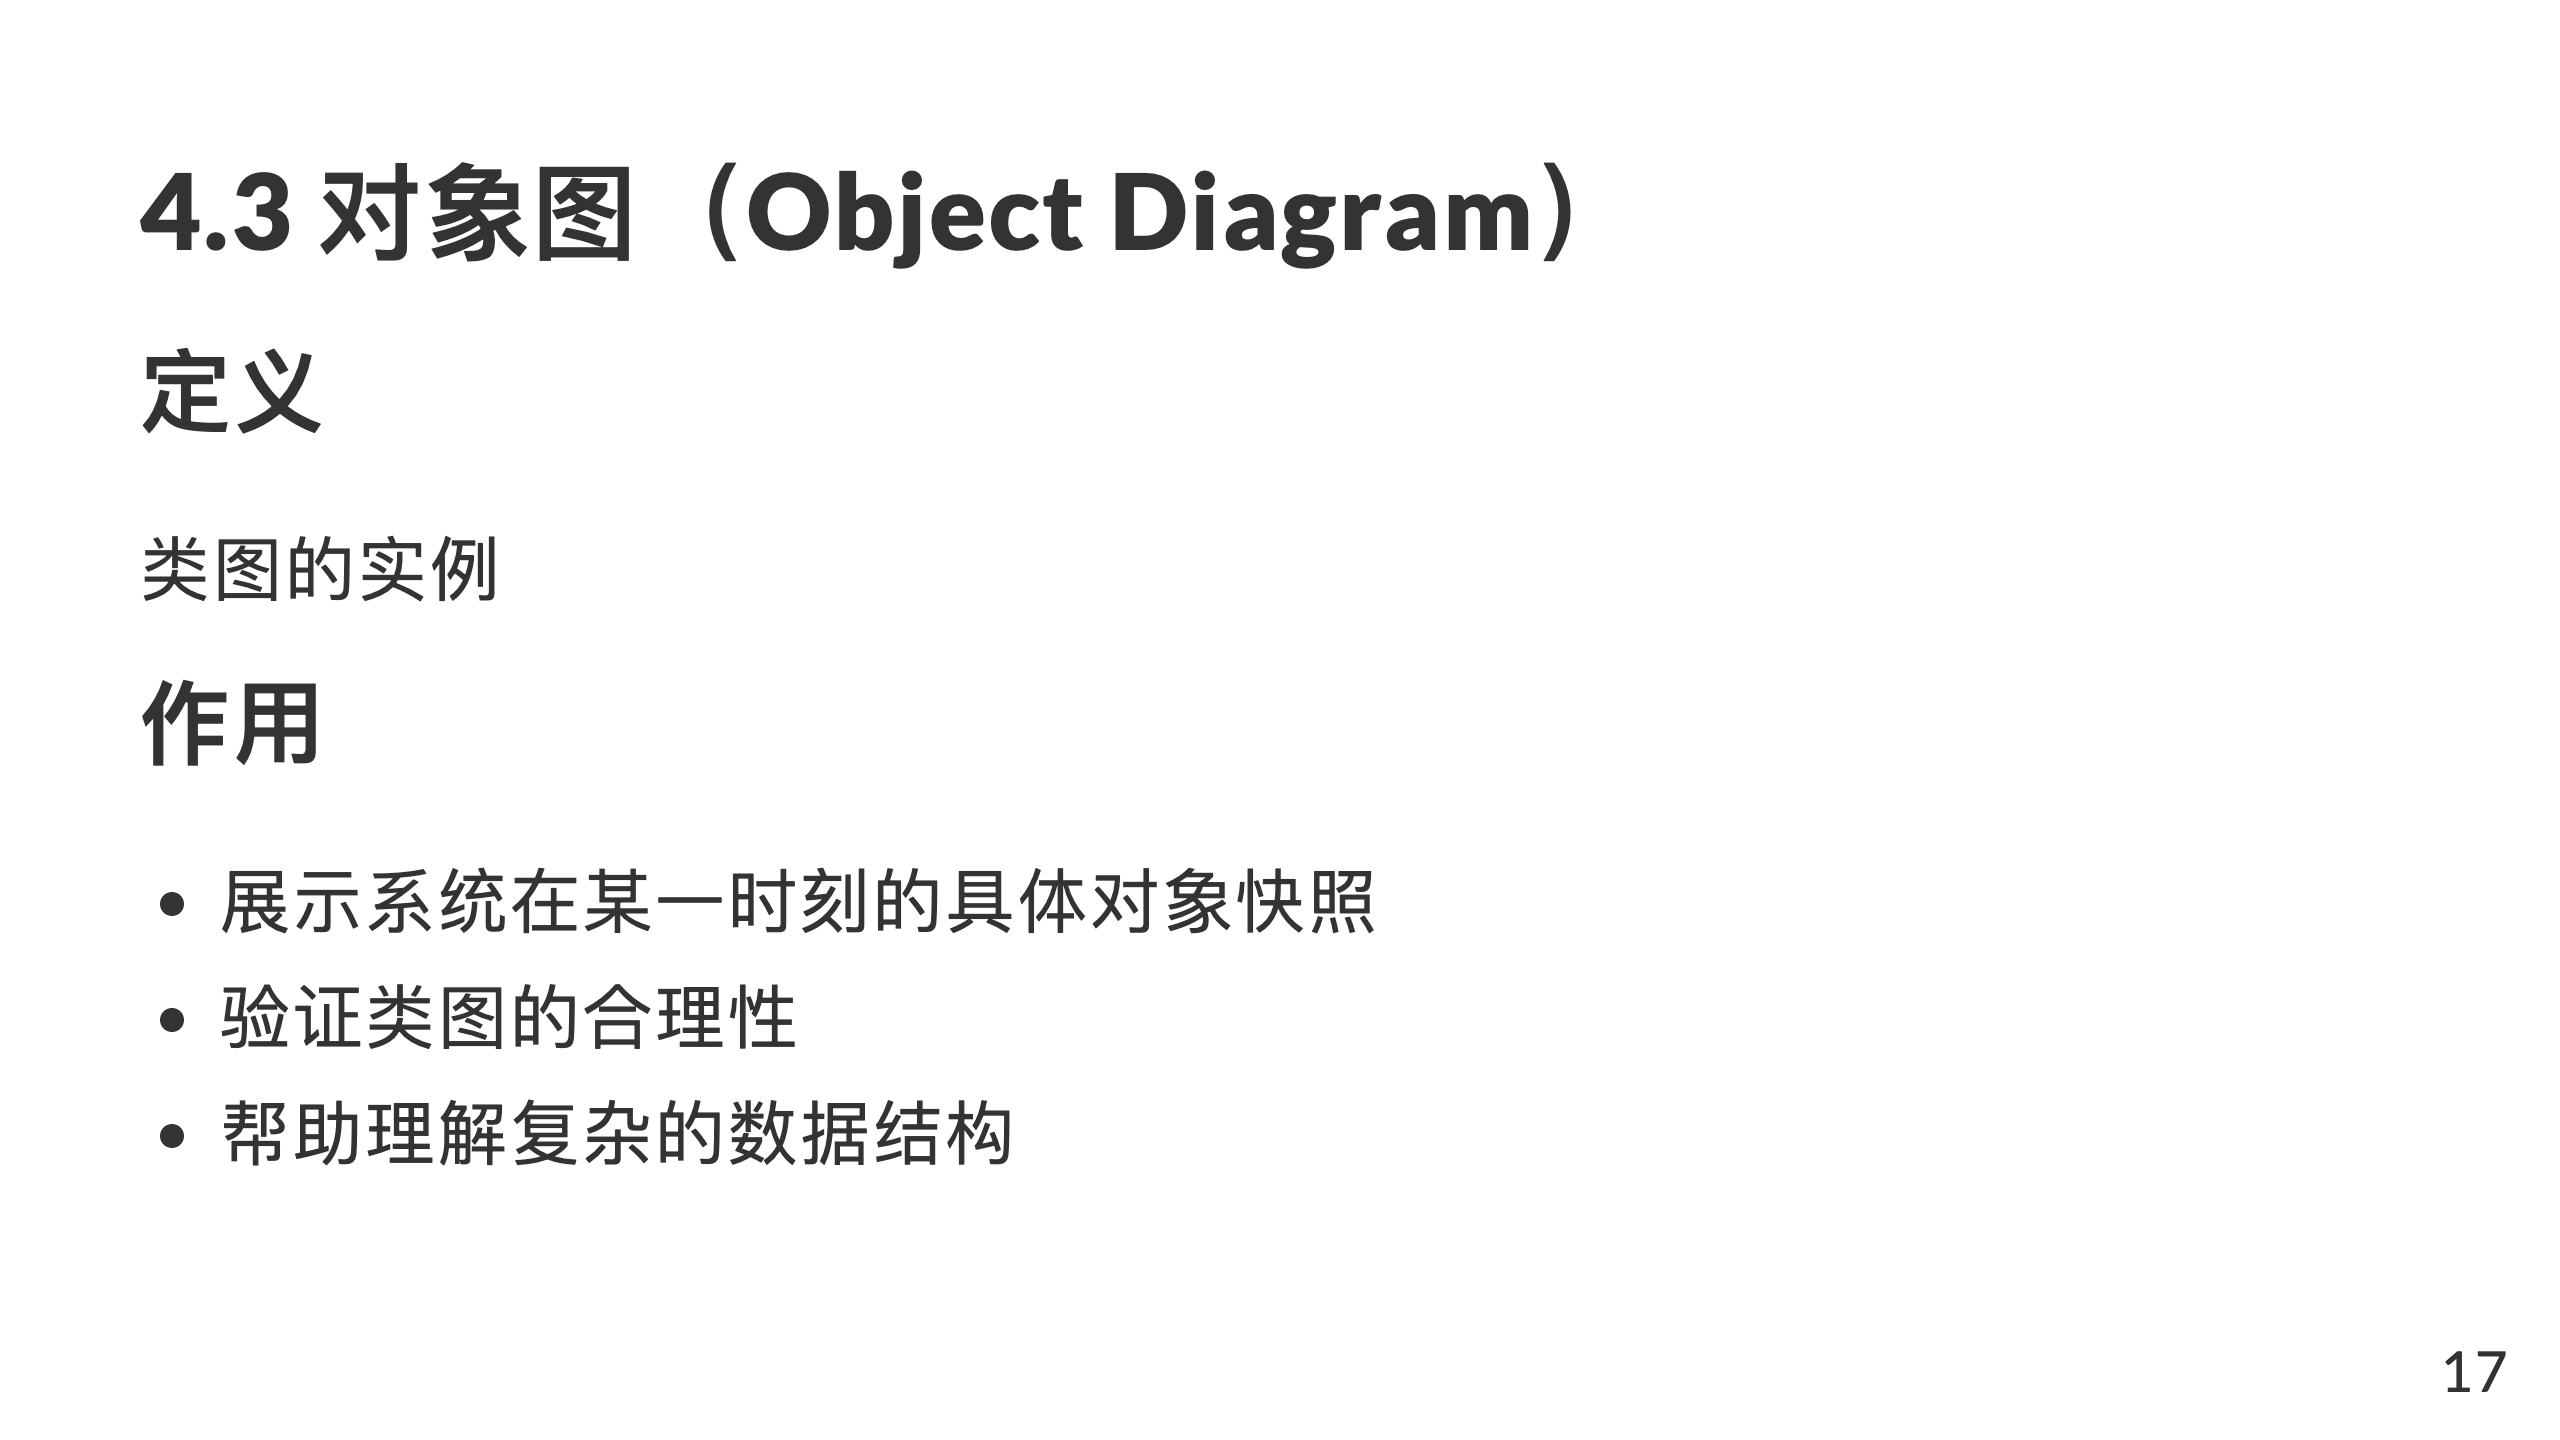 4.3 对象图（Object Diagram）
定义
类图的实例
作用
• 展示系统在某一时刻的具体对象快照
• 验证类图的合理性
• 帮助理解复杂的数据结构
17